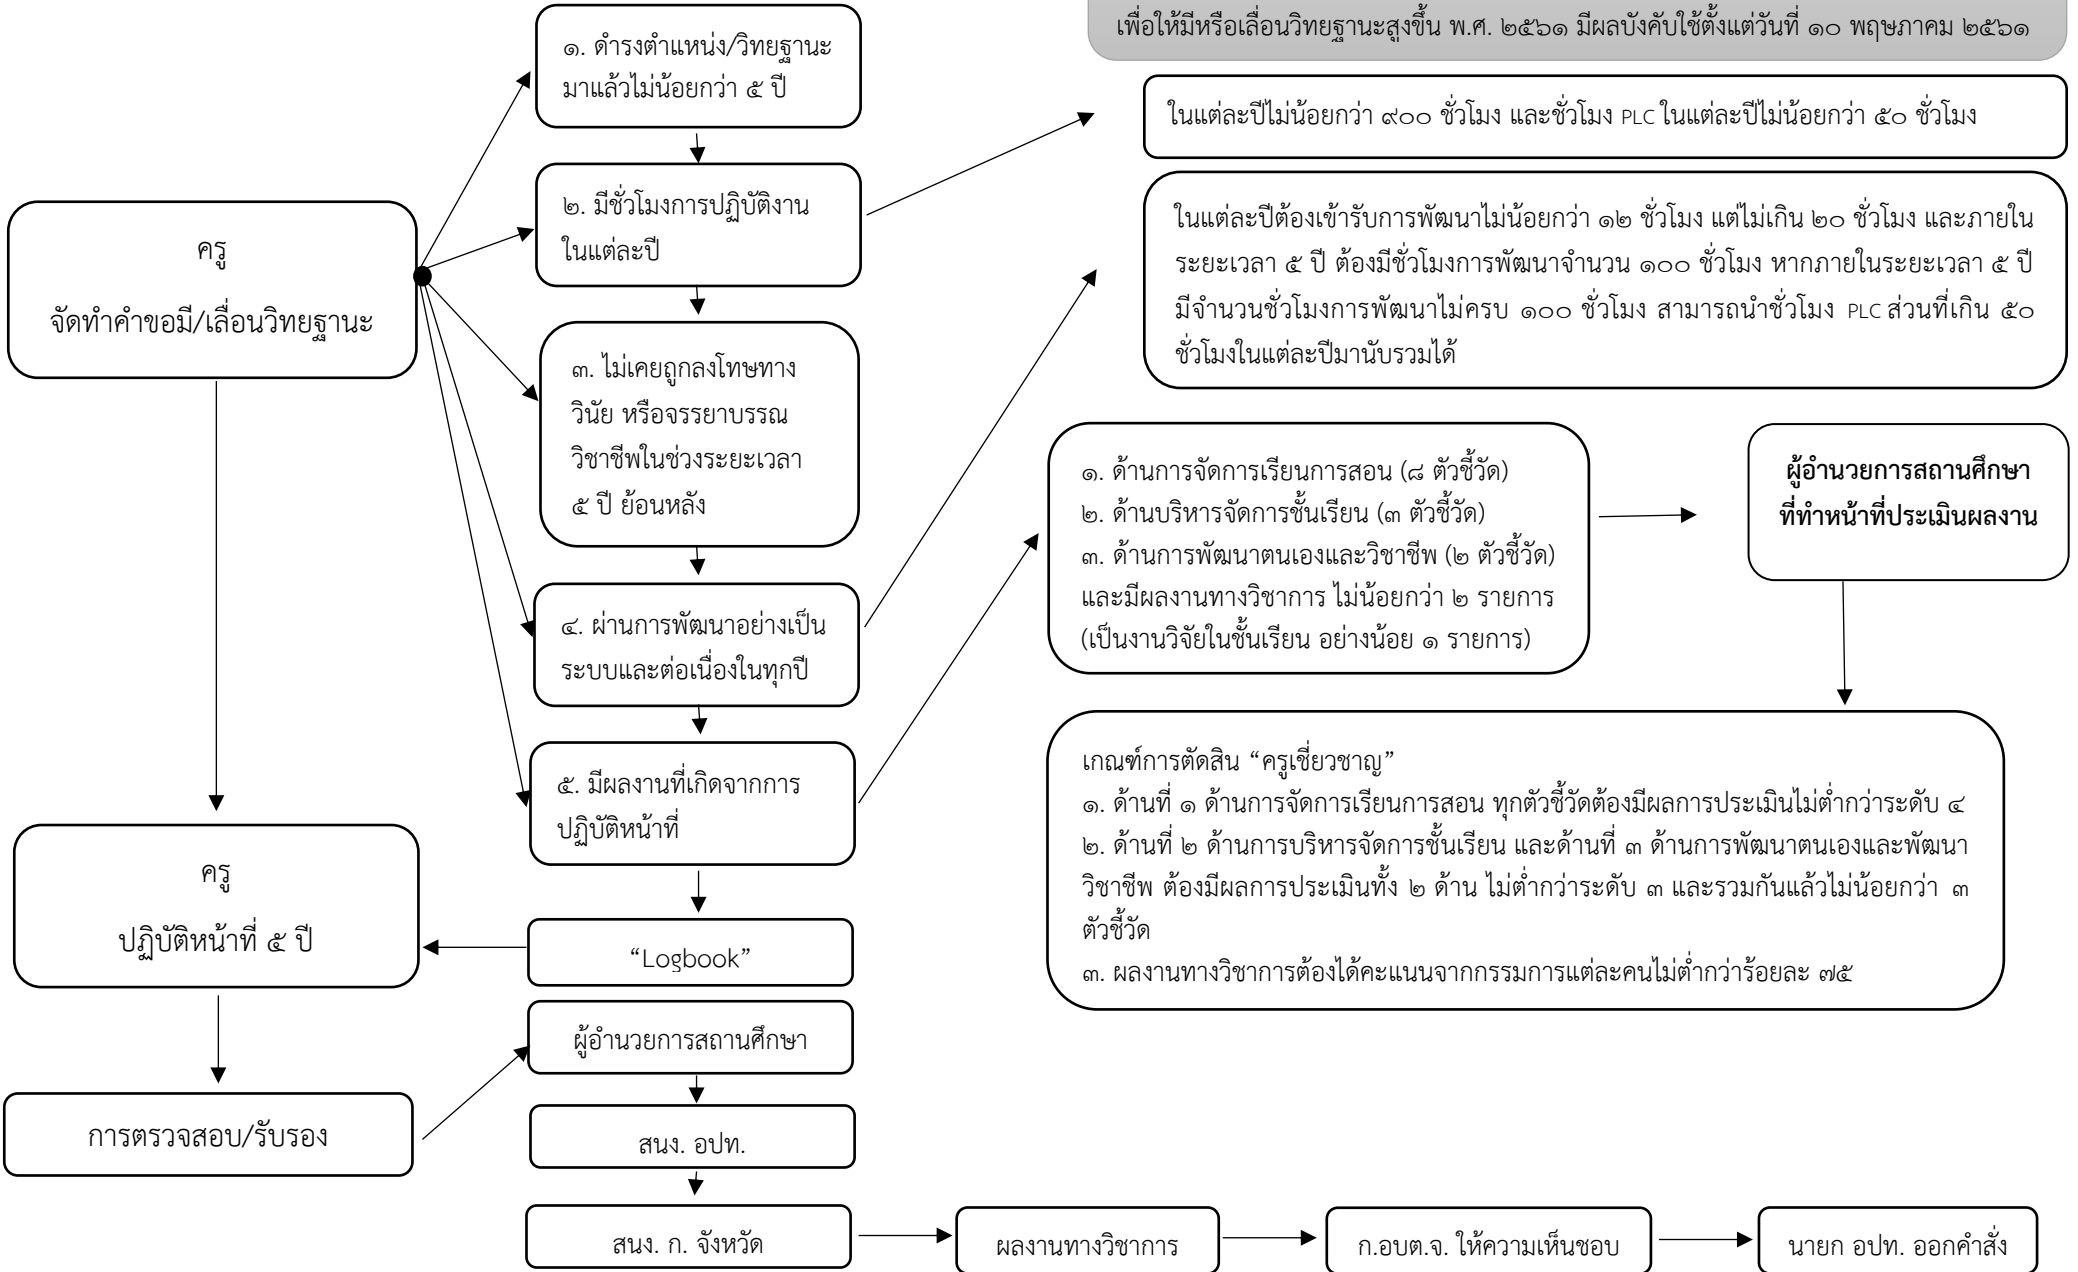 เพื่อให้มีหรือเลื่อนวิทยฐานะสูงขึ้น พ.ศ. ๒๕๖๑ มีผลบังคับใช้ตั้งแต่วันที่ ๑๐ พฤษภาคม ๒๕๖๑
ครู
จัดทำคำขอมี/เลื่อนวิทยฐานะ
๑. ดำรงตำแหน่ง/วิทยฐานะ
มาแล้วไม่น้อยกว่า ๕ ปี
๒. มีชั่วโมงการปฏิบัติงาน
ในแต่ละปี
ในแต่ละปีไม่น้อยกว่า ๙๐๐ ชั่วโมง และชั่วโมง PLC ในแต่ละปีไม่น้อยกว่า ๕๐ ชั่วโมง
๓. ไม่เคยถูกลงโทษทาง
วินัย หรือจรรยาบรรณ
วิชาชีพในช่วงระยะเวลา
๕ ปี ย้อนหลัง
๔. ผ่านการพัฒนาอย่างเป็น
ระบบและต่อเนื่องในทุกปี
ในแต่ละปีต้องเข้ารับการพัฒนาไม่น้อยกว่า ๑๒ ชั่วโมง แต่ไม่เกิน ๒๐ ชั่วโมง และภายใน
ระยะเวลา ๕ ปี ต้องมีชั่วโมงการพัฒนาจำนวน ๑๐๐ ชั่วโมง หากภายในระยะเวลา ๕ ปี
มีจำนวนชั่วโมงการพัฒนาไม่ครบ ๑๐๐ ชั่วโมง สามารถนำชั่วโมง PLC ส่วนที่เกิน ๕๐
ชั่วโมงในแต่ละปีมานับรวมได้
๕. มีผลงานที่เกิดจากการ
ปฏิบัติหน้าที่
๑. ด้านการจัดการเรียนการสอน (๘ ตัวชี้วัด)
๒. ด้านบริหารจัดการชั้นเรียน (๓ ตัวชี้วัด)
๓. ด้านการพัฒนาตนเองและวิชาชีพ (๒ ตัวชี้วัด)
และมีผลงานทางวิชาการ ไม่น้อยกว่า ๒ รายการ
(เป็นงานวิจัยในชั้นเรียน อย่างน้อย ๑ รายการ)
ผู้อำนวยการสถานศึกษา
ที่ทำหน้าที่ประเมินผลงาน
เกณฑ์การตัดสิน “ครูเชี่ยวชาญ”
๑. ด้านที่ ๑ ด้านการจัดการเรียนการสอน ทุกตัวชี้วัดต้องมีผลการประเมินไม่ต่ำกว่าระดับ ๔
๒. ด้านที่ ๒ ด้านการบริหารจัดการชั้นเรียน และด้านที่ ๓ ด้านการพัฒนาตนเองและพัฒนา
วิชาชีพ ต้องมีผลการประเมินทั้ง ๒ ด้าน ไม่ต่ำกว่าระดับ ๓ และรวมกันแล้วไม่น้อยกว่า ๓
ตัวชี้วัด
๓. ผลงานทางวิชาการต้องได้คะแนนจากกรรมการแต่ละคนไม่ต่ำกว่าร้อยละ ๗๕
“Logbook”
ครู
ปฏิบัติหน้าที่ ๕ ปี
การตรวจสอบ/รับรอง
ผู้อำนวยการสถานศึกษา
สนง. อปท.
สนง. ก. จังหวัด
ผลงานทางวิชาการ
ก.อบต.จ. ให้ความเห็นชอบ
นายก อปท. ออกคำสั่ง